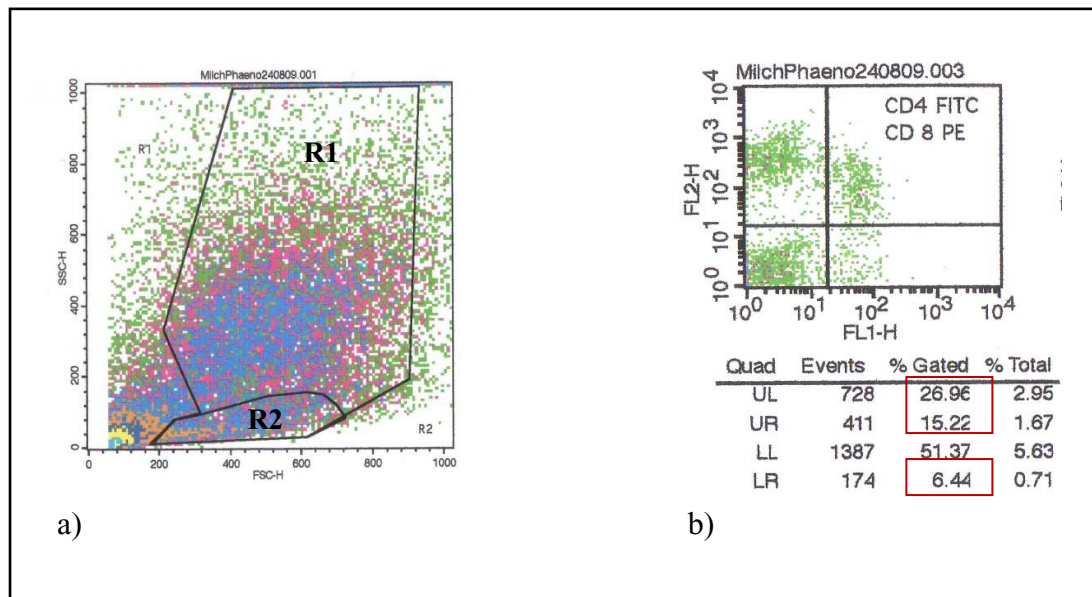 MilchPhaeno240809.001
1000
800
600
400
200
0
SSC-H
R1
R1
R2
R2
0 200 400 600 800 1000
FSC-H
a)
MilchPhaeno240809.003
CD4 FITC
CD 8 PE
10^4
10^3
10^2
10^1
10^0
FL2-H
10^0 10^1 10^2 10^3 10^4
FL1-H
Quad Events % Gated % Total
UL 728 26.96 2.95
UR 411 15.22 1.67
LL 1387 51.37 5.63
LR 174 6.44 0.71
b)